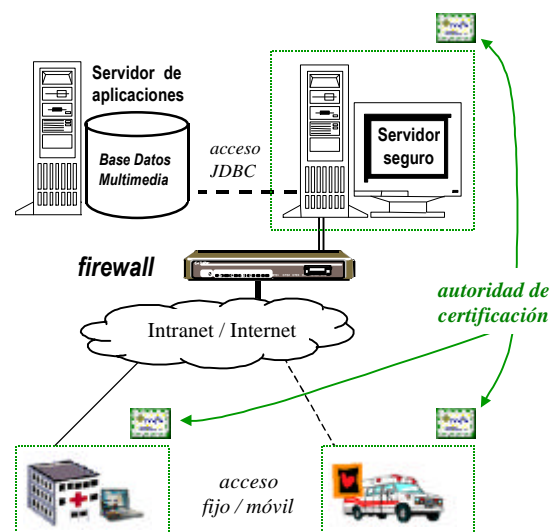 Servidor de
aplicaciones
Base Datos
Multimedia
acceso
JDBC
Servidor
seguro
firewall
Intranet / Internet
autoridad de
certificación
acceso
fijo / móvil